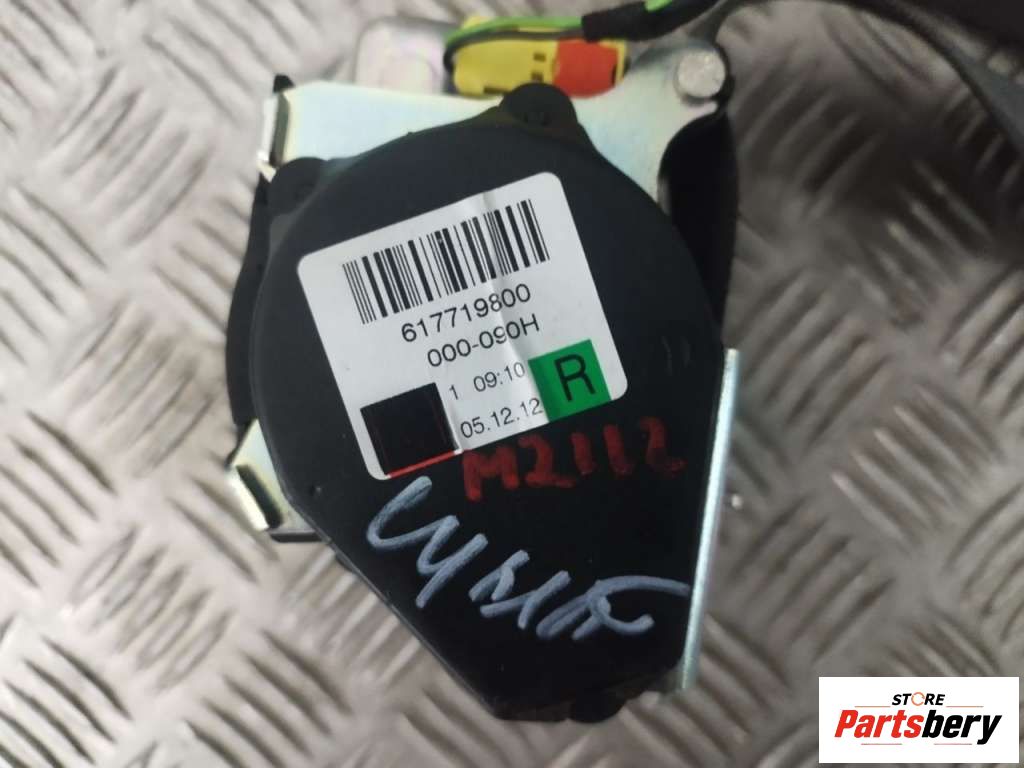 617719800
000-090H
1 09:10
05.12.12
R
M2112
STORE
Partsbery